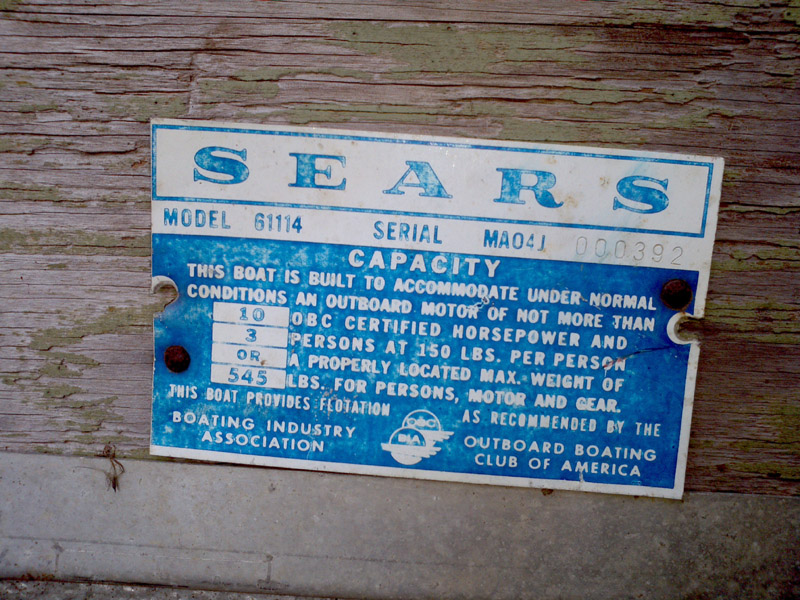 SEARS
MODEL 61114 SERIAL MA04J 000392
CAPACITY
THIS BOAT IS BUILT TO ACCOMMODATE UNDER NORMAL
CONDITIONS AN OUTBOARD MOTOR OF NOT MORE THAN
10 OBC CERTIFIED HORSEPOWER AND
3 PERSONS AT 150 LBS. PER PERSON
OR A PROPERLY LOCATED MAX. WEIGHT OF
545 LBS. FOR PERSONS, MOTOR AND GEAR.
THIS BOAT PROVIDES FLOTATION AS RECOMMENDED BY THE
BOATING INDUSTRY
ASSOCIATION
OBC
BIA
OUTBOARD BOATING
CLUB OF AMERICA